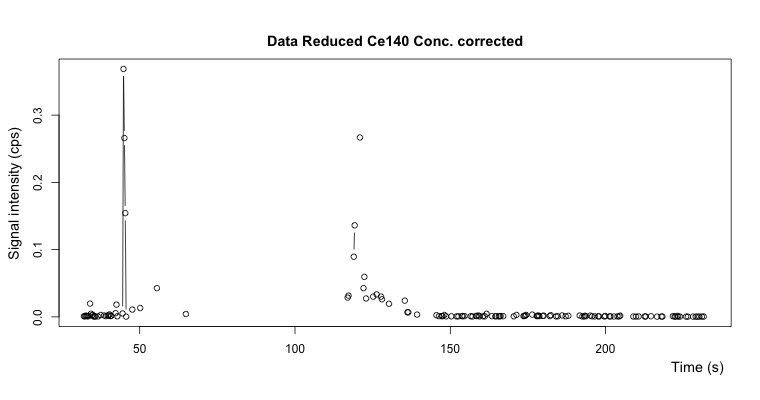 Data Reduced Ce140 Conc. corrected
Signal intensity (cps)
0.3
0.2
0.1
0.0
50 100 150 200
Time (s)